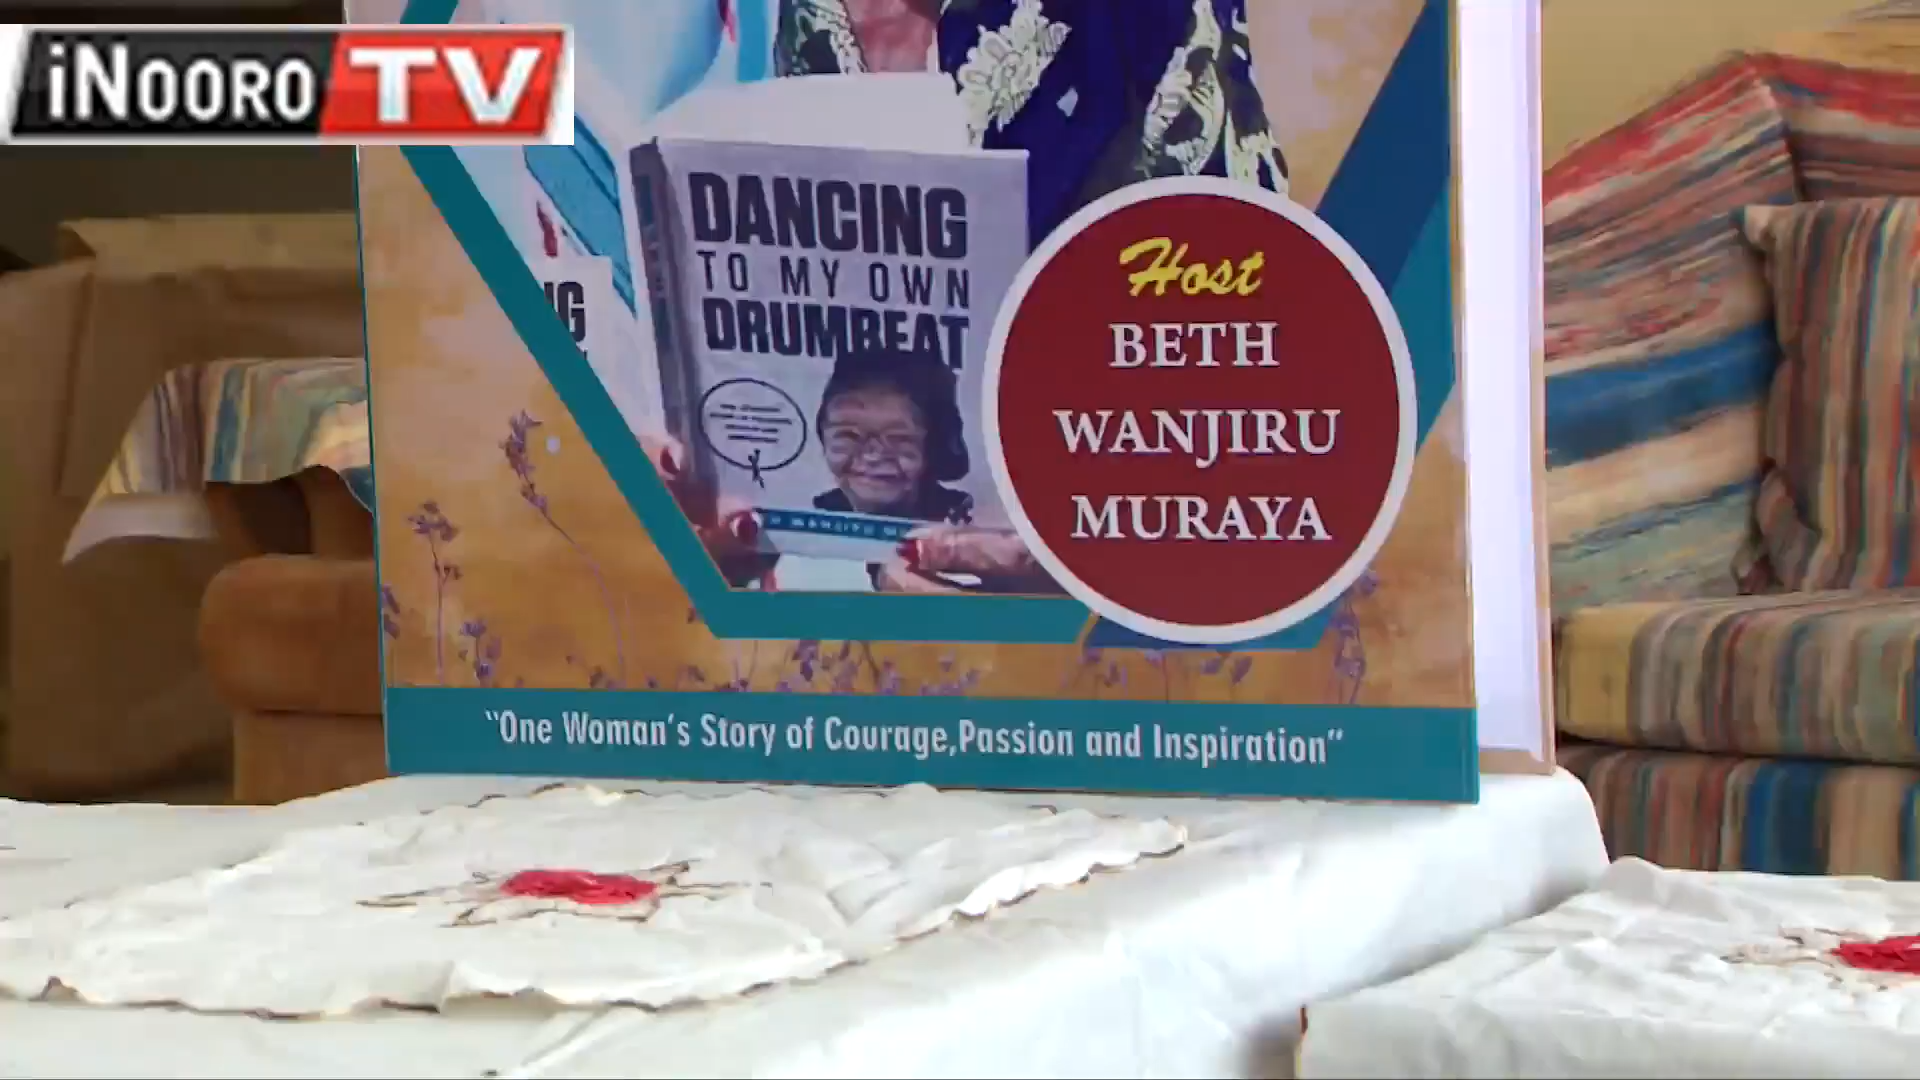 iNOORO TV
DANCING
TO MY OWN
DRUMBEAT
NG
Host
BETH
WANJIRU
MURAYA
"One Woman's Story of Courage,Passion and Inspiration"